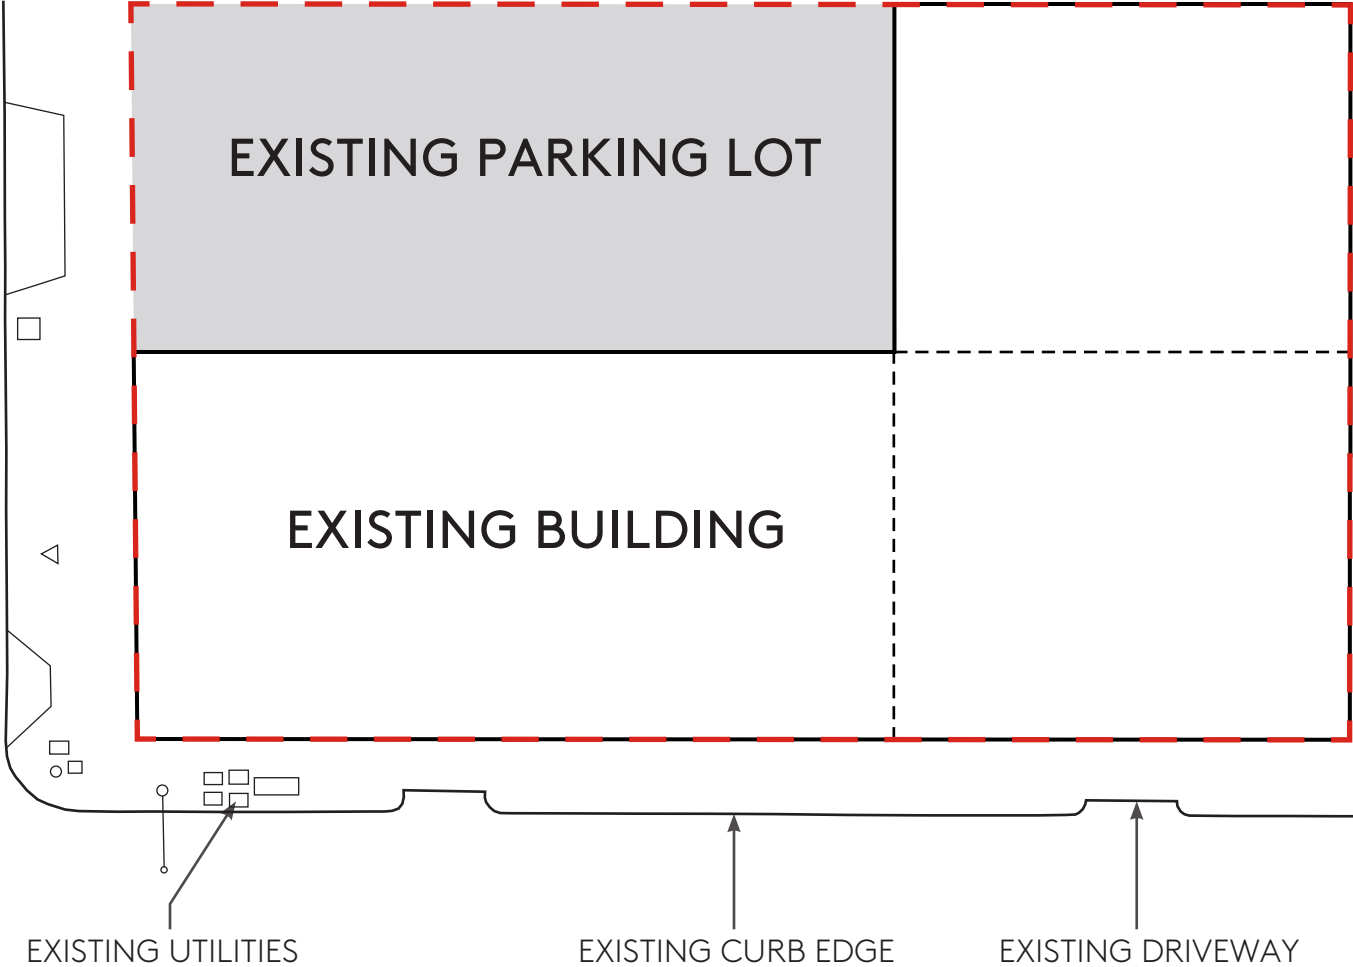 EXISTING PARKING LOT
EXISTING BUILDING
EXISTING UTILITIES
EXISTING CURB EDGE
EXISTING DRIVEWAY